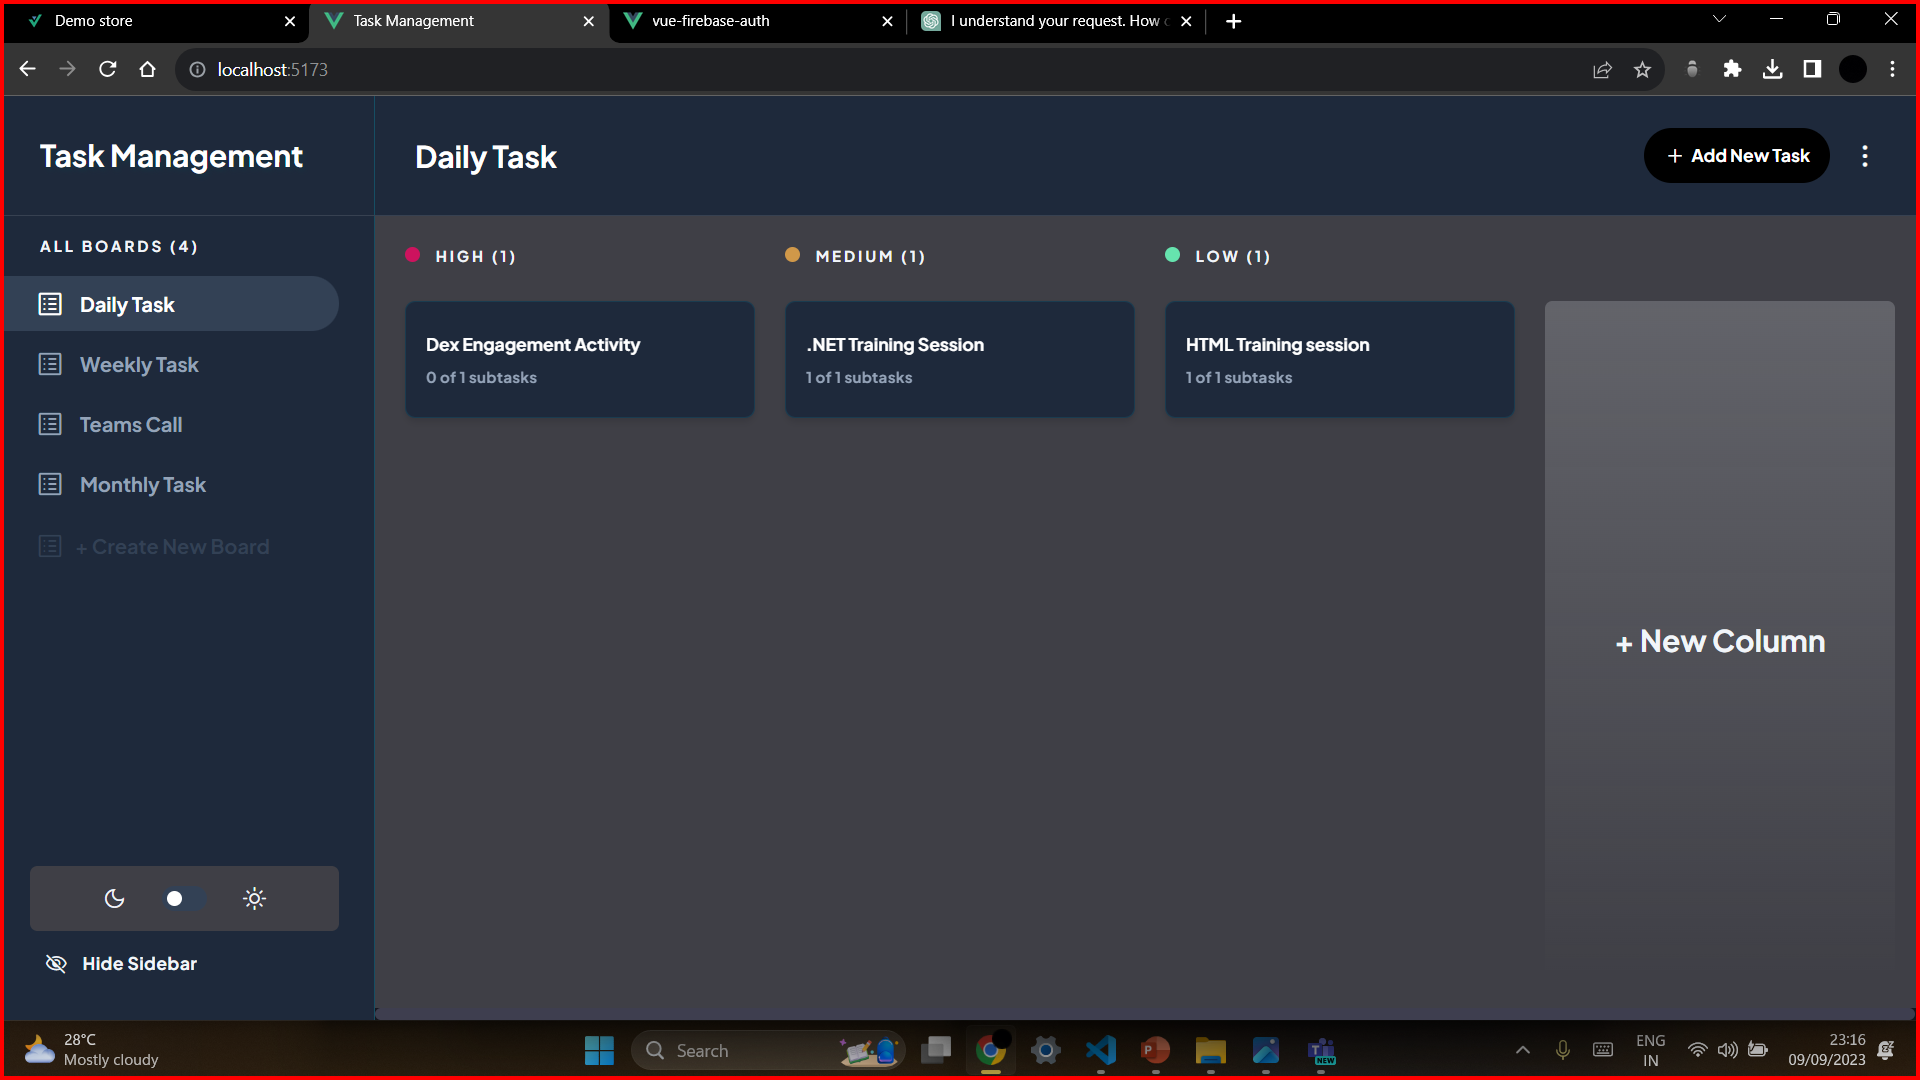 Demo store
Task Management
vue-firebase-auth
I understand your request. How c
localhost:5173
Task Management
Daily Task
+ Add New Task
ALL BOARDS (4)
Daily Task
Weekly Task
Teams Call
Monthly Task
+ Create New Board
HIGH (1)
MEDIUM (1)
LOW (1)
Dex Engagement Activity
0 of 1 subtasks
.NET Training Session
1 of 1 subtasks
HTML Training session
1 of 1 subtasks
+ New Column
Hide Sidebar
28°C
Mostly cloudy
Search
NEW
ENG
IN
23:16
09/09/2023